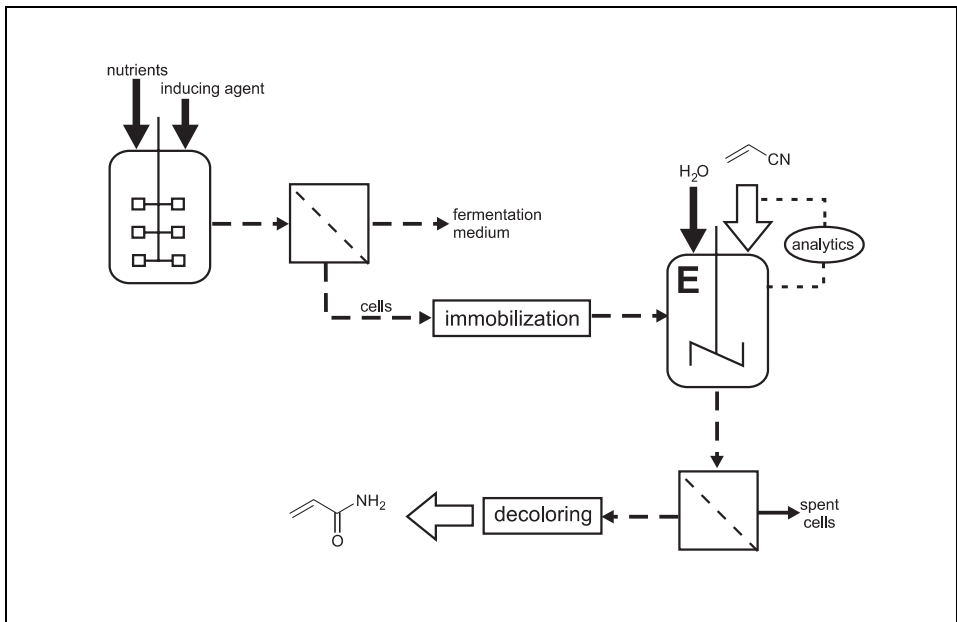 nutrients
inducing agent
H₂O
CN
analytics
fermentation
medium
E
cells
immobilization
NH₂
O
decoloring
spent
cells